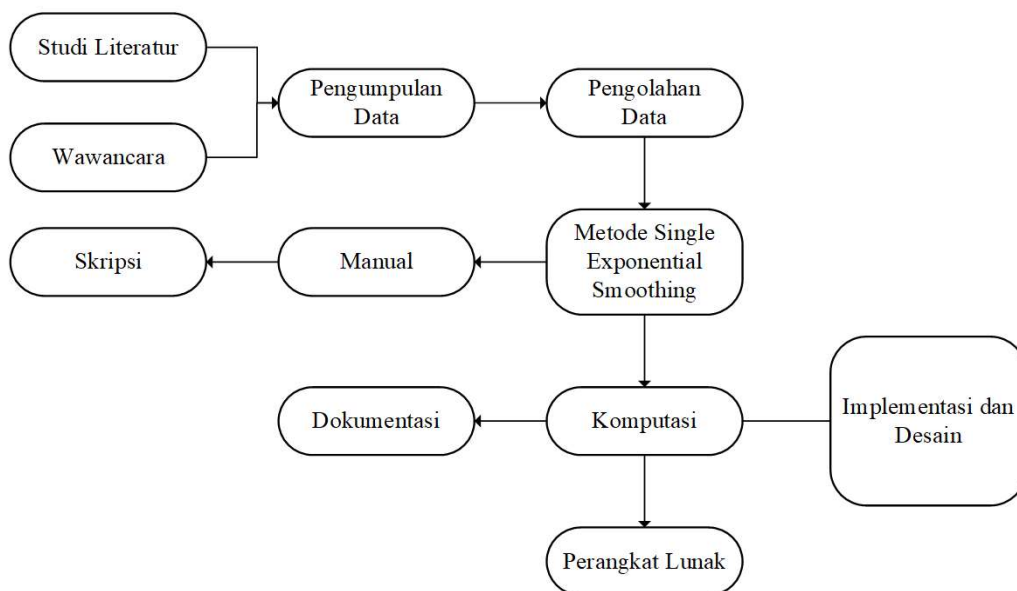 Studi Literatur
Wawancara
Pengumpulan
Data
Pengolahan
Data
Skripsi
Manual
Metode Single
Exponential
Smoothing
Dokumentasi
Komputasi
Implementasi dan
Desain
Perangkat Lunak